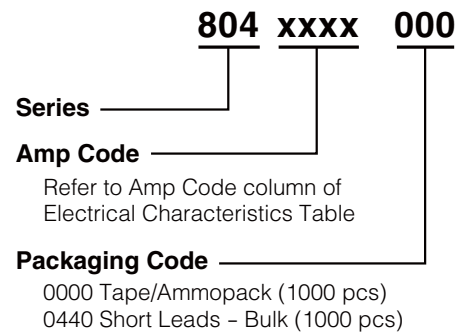 804 xxxx 000
Series
Amp Code
Refer to Amp Code column of
Electrical Characteristics Table
Packaging Code
0000 Tape/Ammopack (1000 pcs)
0440 Short Leads – Bulk (1000 pcs)